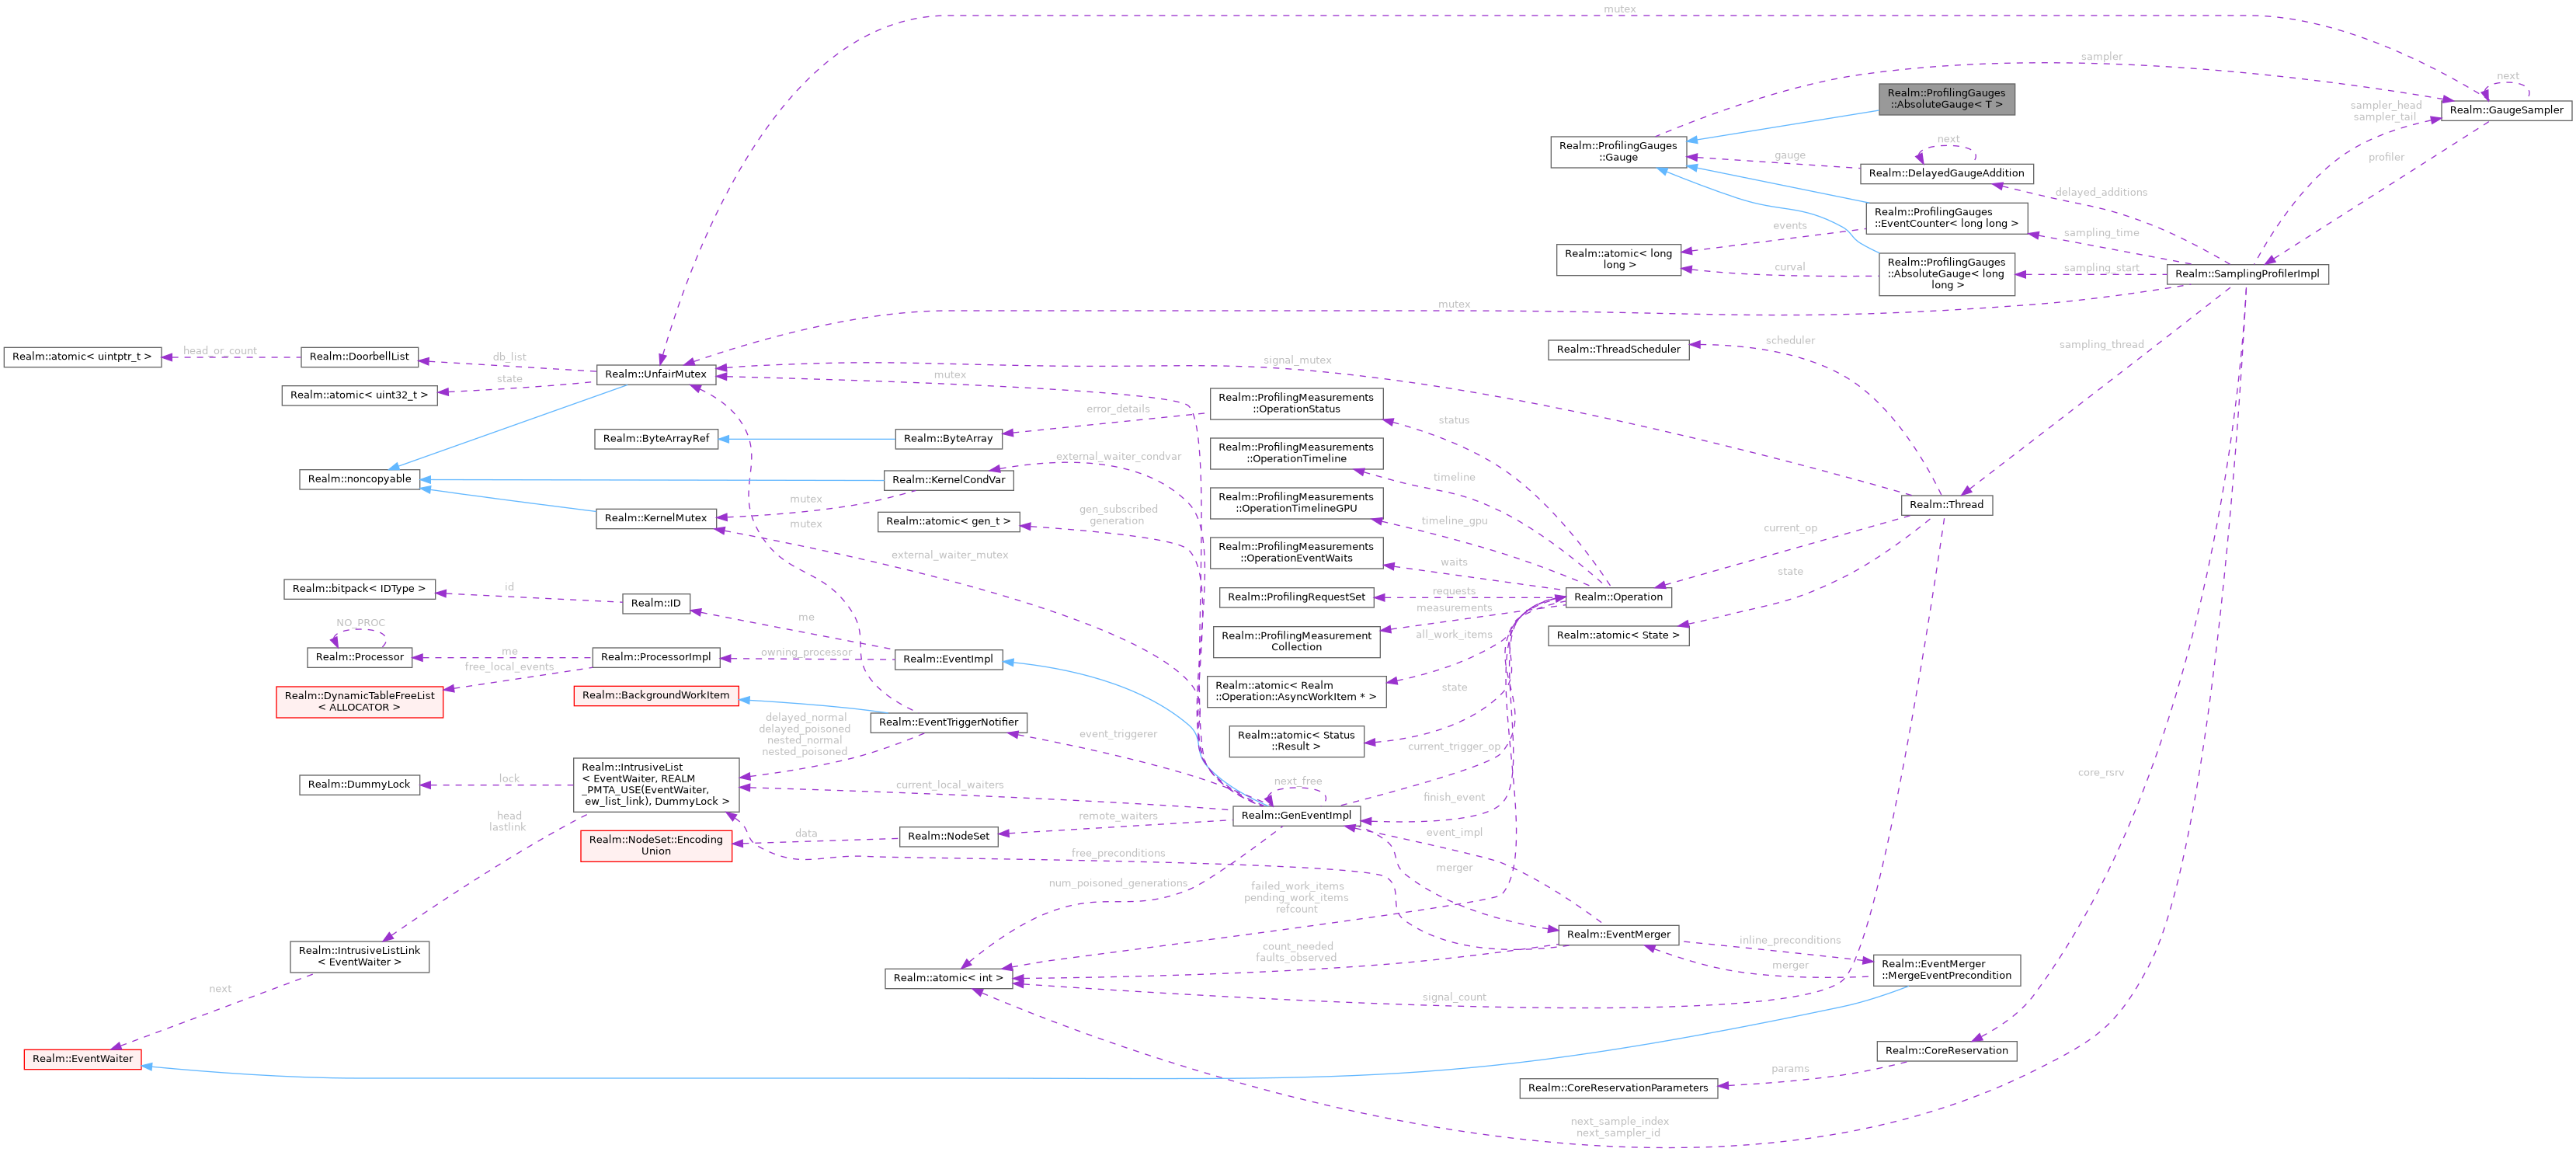 mutex
sampler
next
Realm::ProfilingGauges
::AbsoluteGauge< T >
sampler_head
sampler_tail
Realm::GaugeSampler
Realm::ProfilingGauges
::Gauge
next
gauge
profiler
Realm::DelayedGaugeAddition
delayed_additions
Realm::ProfilingGauges
::EventCounter< long long >
events
sampling_time
Realm::atomic< long
long >
Realm::ProfilingGauges
::AbsoluteGauge< long
long >
curval
sampling_start
Realm::SamplingProfilerImpl
mutex
Realm::atomic< uintptr_t >
head_or_count
Realm::DoorbellList
db_list
Realm::UnfairMutex
signal_mutex
mutex
Realm::ThreadScheduler
scheduler
sampling_thread
state
Realm::atomic< uint32_t >
Realm::ProfilingMeasurements
::OperationStatus
error_details
status
Realm::ByteArrayRef
Realm::ByteArray
Realm::ProfilingMeasurements
::OperationTimeline
external_waiter_condvar
timeline
Realm::noncopyable
Realm::KernelCondVar
mutex
mutex
Realm::ProfilingMeasurements
::OperationTimelineGPU
Realm::Thread
Realm::KernelMutex
Realm::atomic< gen_t >
gen_subscribed
generation
timeline_gpu
current_op
external_waiter_mutex
Realm::ProfilingMeasurements
::OperationEventWaits
waits
state
Realm::bitpack< IDType >
id
Realm::ID
me
Realm::ProfilingRequestSet
requests
Realm::Operation
measurements
NO_PROC
Realm::Processor
me
Realm::ProcessorImpl
owning_processor
Realm::EventImpl
Realm::ProfilingMeasurement
Collection
all_work_items
Realm::atomic< State >
free_local_events
Realm::DynamicTableFreeList
< ALLOCATOR >
Realm::BackgroundWorkItem
Realm::atomic< Realm
::Operation::AsyncWorkItem * >
state
delayed_normal
delayed_poisoned
nested_normal
nested_poisoned
Realm::EventTriggerNotifier
event_triggerer
Realm::atomic< Status
::Result >
current_trigger_op
Realm::DummyLock
lock
Realm::IntrusiveList
< EventWaiter, REALM
_PMTA_USE(EventWaiter,
ew_list_link), DummyLock >
current_local_waiters
next_free
finish_event
core_rsrv
Realm::GenEventImpl
head
lastlink
Realm::NodeSet::Encoding
Union
data
Realm::NodeSet
remote_waiters
event_impl
free_preconditions
merger
num_poisoned_generations
failed_work_items
pending_work_items
refcount
Realm::IntrusiveListLink
< EventWaiter >
count_needed
faults_observed
Realm::EventMerger
inline_preconditions
merger
Realm::EventMerger
::MergeEventPrecondition
Realm::atomic< int >
next
signal_count
Realm::EventWaiter
Realm::CoreReservation
params
Realm::CoreReservationParameters
next_sample_index
next_sampler_id